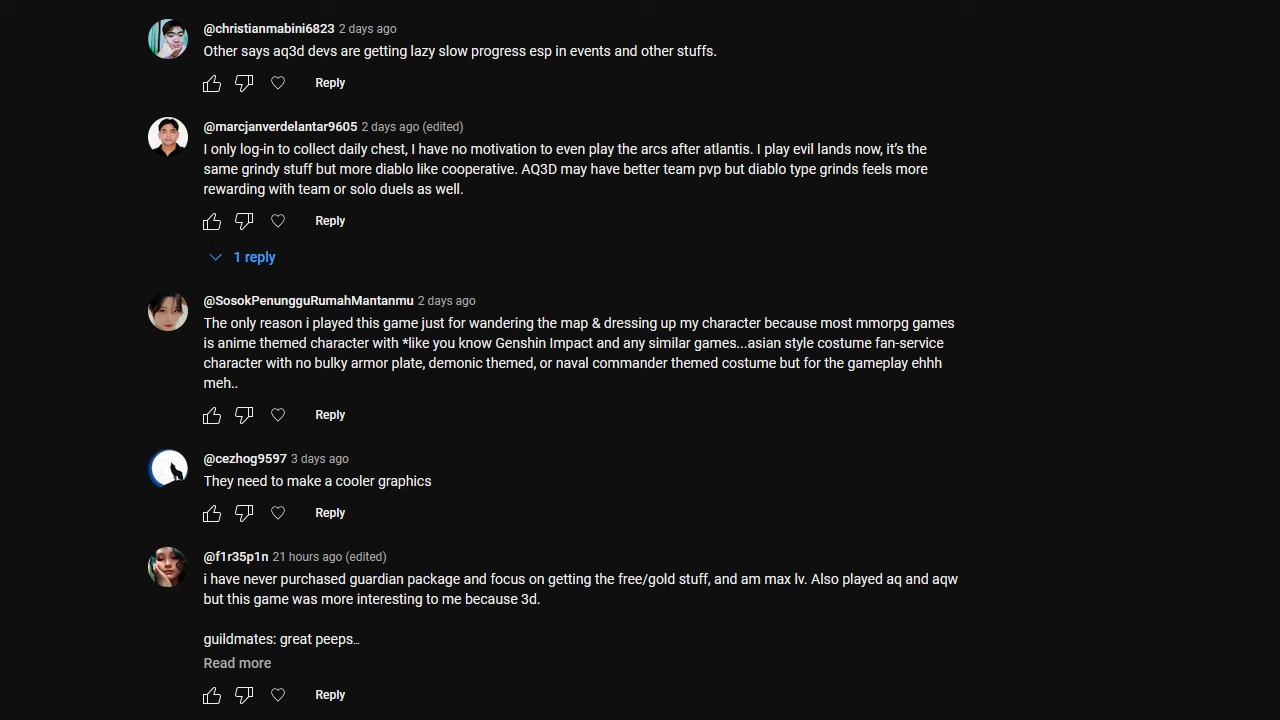 @christianmabini6823 2 days ago
Other says aq3d devs are getting lazy slow progress esp in events and other stuffs.
Reply
@marcjanverdelantar9605 2 days ago (edited)
I only log-in to collect daily chest, I have no motivation to even play the arcs after atlantis. I play evil lands now, it's the
same grindy stuff but more diablo like cooperative. AQ3D may have better team pvp but diablo type grinds feels more
rewarding with team or solo duels as well.
Reply
1 reply
@SosokPenungguRumahMantanmu 2 days ago
The only reason i played this game just for wandering the map & dressing up my character because most mmorpg games
is anime themed character with *like you know Genshin Impact and any similar games...asian style costume fan-service
character with no bulky armor plate, demonic themed, or naval commander themed costume but for the gameplay ehhh
meh..
Reply
@cezhog9597 3 days ago
They need to make a cooler graphics
Reply
@f1r35p1n 21 hours ago (edited)
i have never purchased guardian package and focus on getting the free/gold stuff, and am max lv. Also played aq and aqw
but this game was more interesting to me because 3d.
guildmates: great peeps...
Read more
Reply